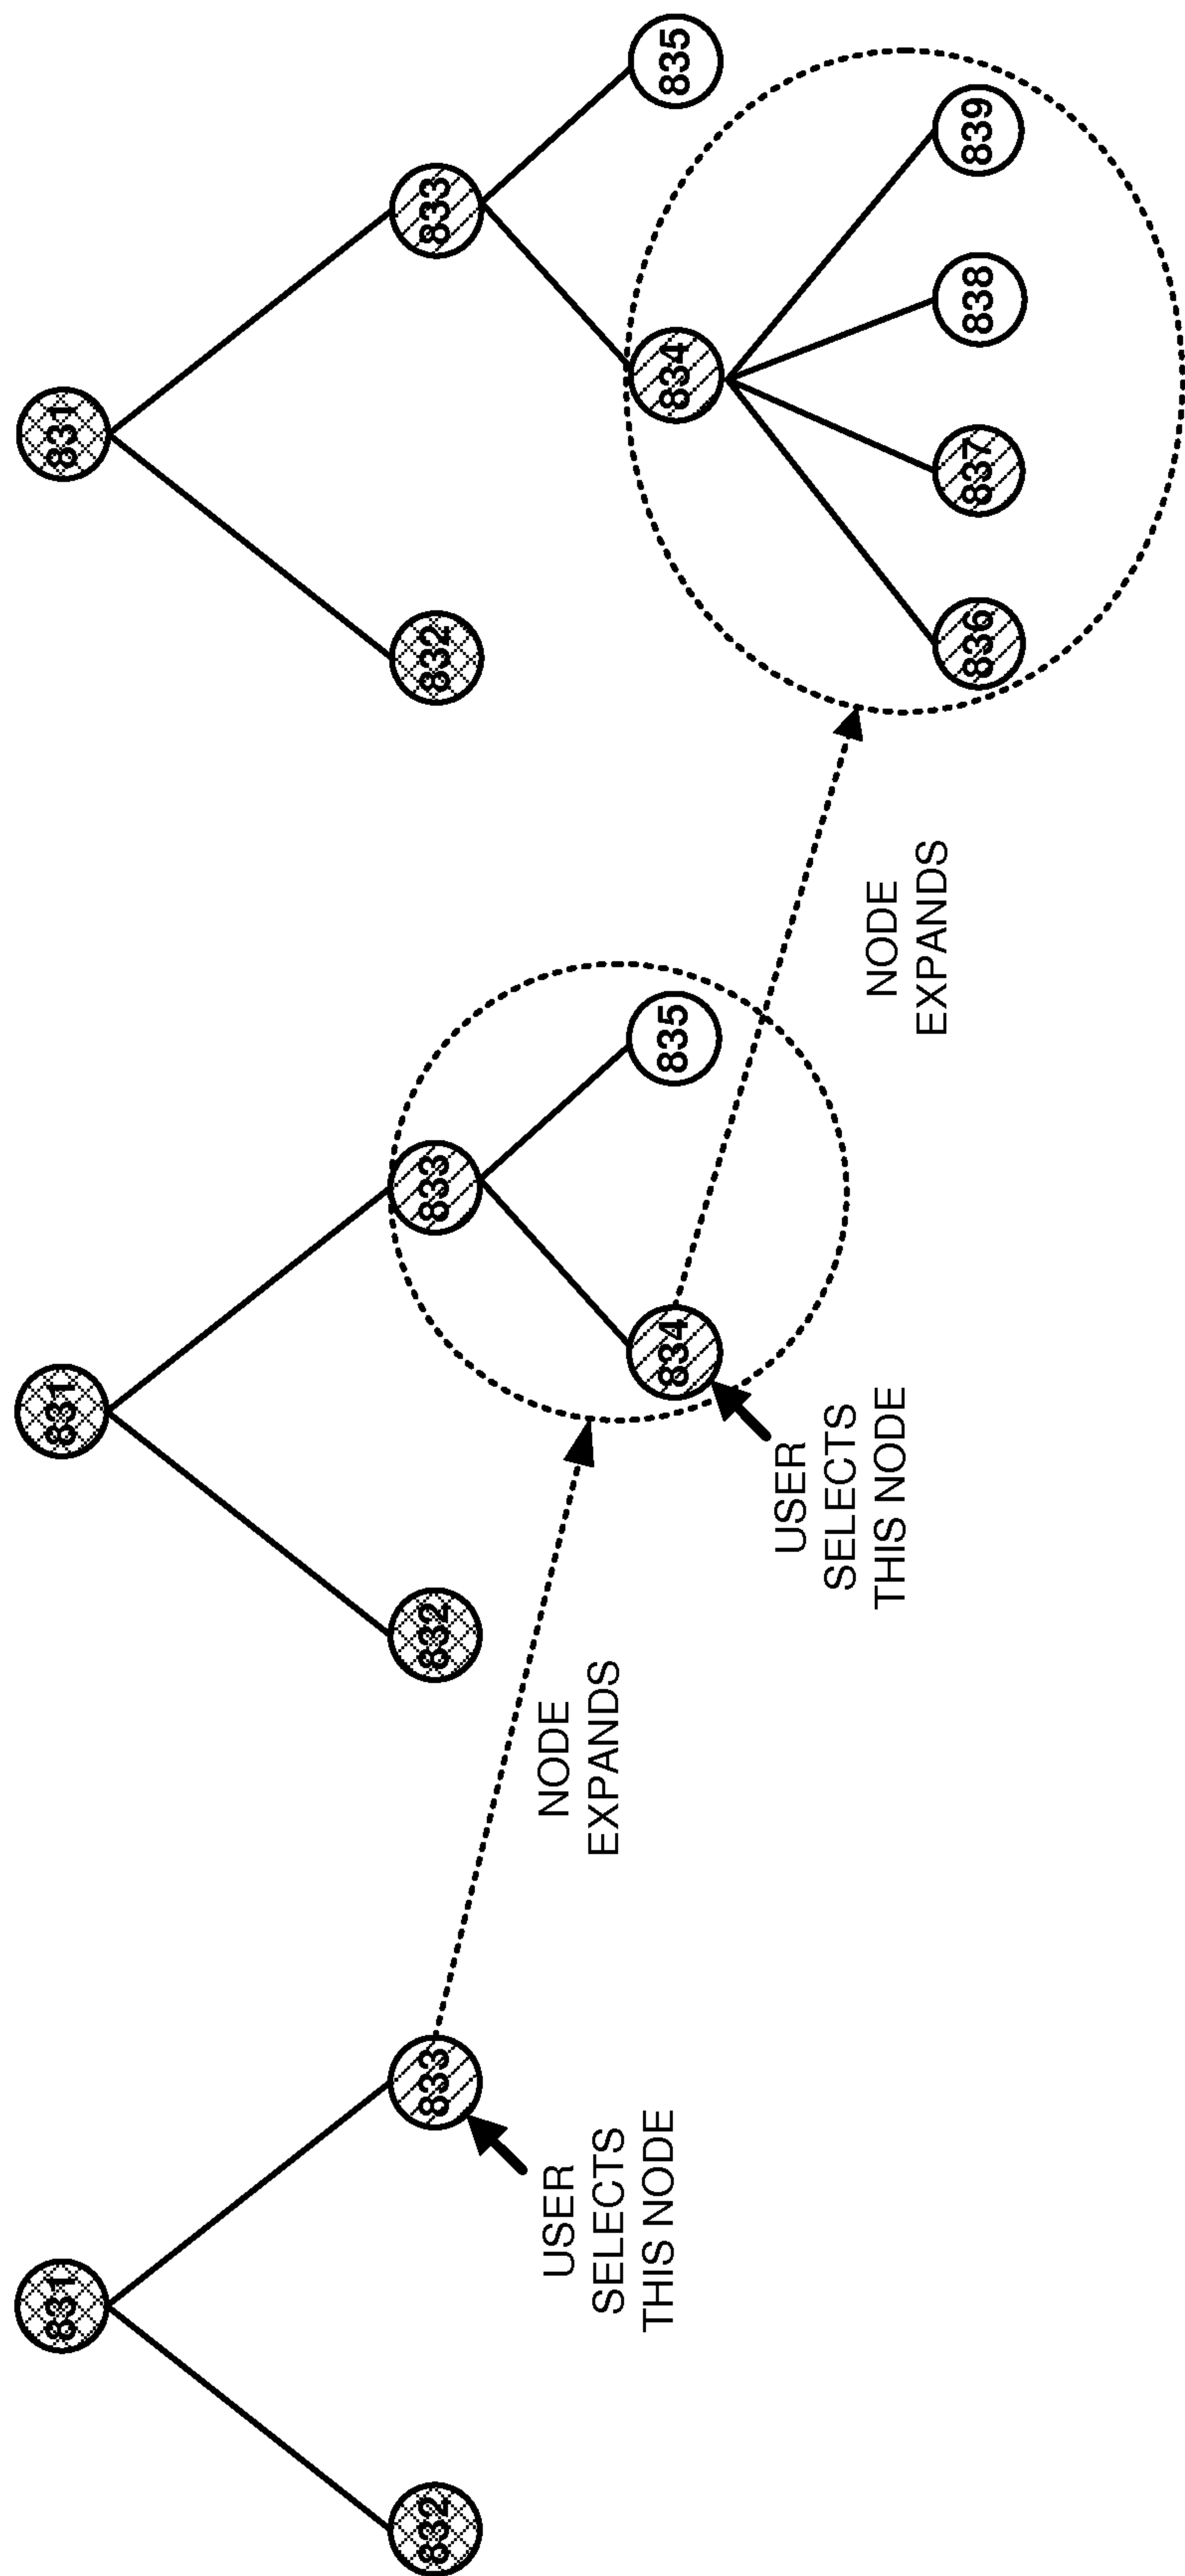 831
832
833
USER
SELECTS
THIS NODE
NODE
EXPANDS
831
832
833
834
835
USER
SELECTS
THIS NODE
NODE
EXPANDS
831
832
833
834
835
836
837
838
839